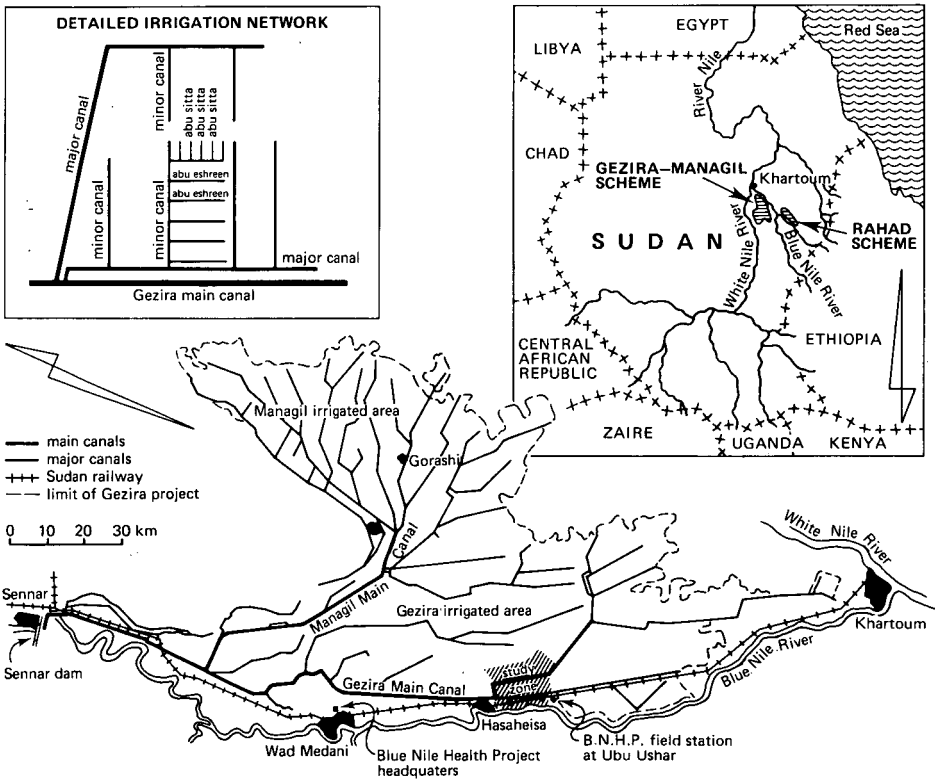 DETAILED IRRIGATION NETWORK
major canal
minor canal
minor canal
minor canal
abu sitta
abu sitta
abu sitta
abu eshreen
abu eshreen
minor canal
major canal
Gezira main canal
EGYPT
Red Sea
LIBYA
River Nile
CHAD
GEZIRA–MANAGIL
SCHEME
Khartoum
RAHAD
SCHEME
SUDAN
White Nile River
Blue Nile River
ETHIOPIA
CENTRAL
AFRICAN
REPUBLIC
ZAIRE
UGANDA
KENYA
main canals
major canals
Sudan railway
limit of Gezira project
0 10 20 30 km
Managil irrigated area
Gorashi
Managil Main Canal
Gezira irrigated area
White Nile River
Khartoum
Blue Nile River
Sennar
Sennar dam
Gezira Main Canal
study
zone
Hasaheisa
Wad Medani
Blue Nile Health Project
headquaters
B.N.H.P. field station
at Ubu Ushar